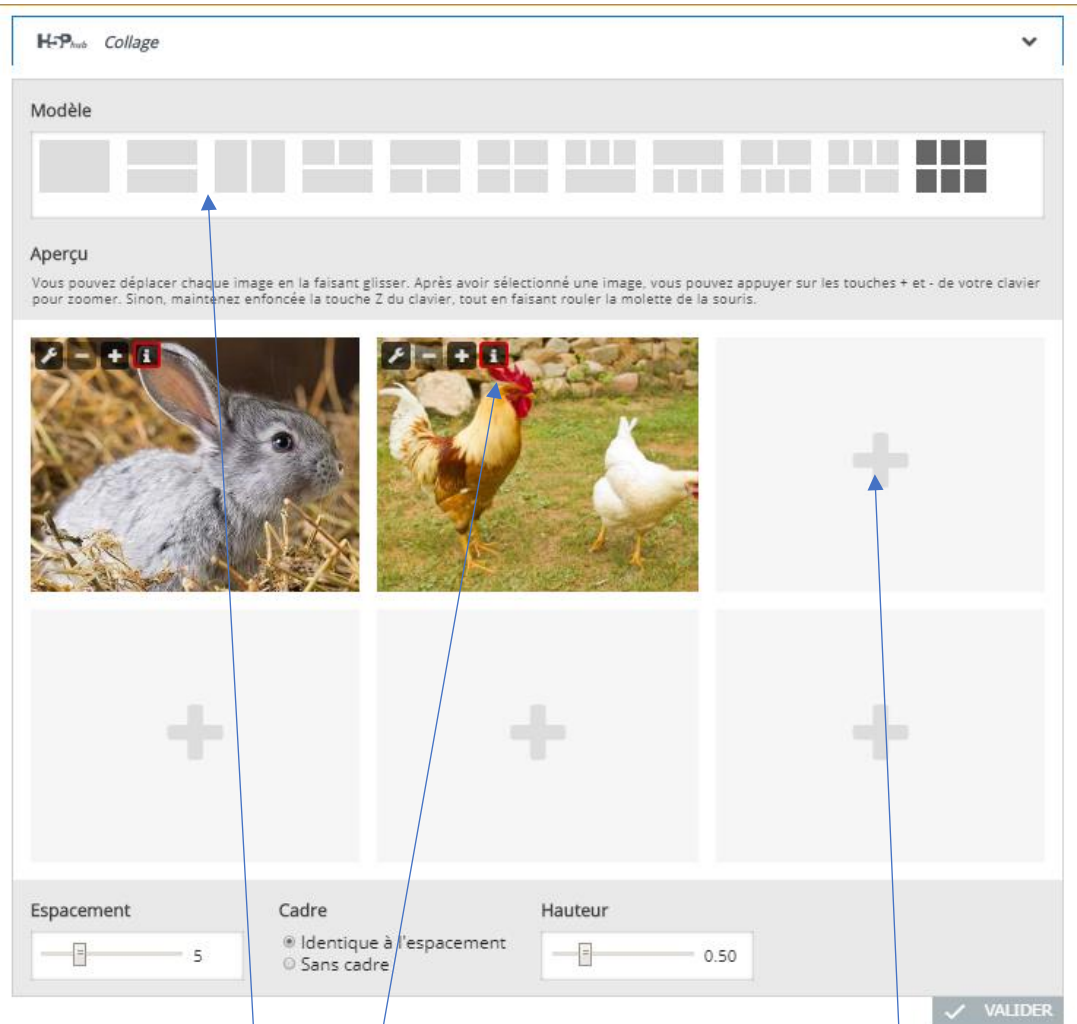 H5P hub Collage
Modèle
Aperçu
Vous pouvez déplacer chaque image en la faisant glisser. Après avoir sélectionné une image, vous pouvez appuyer sur les touches + et - de votre clavier
pour zoomer. Sinon, maintenez enfoncée la touche Z du clavier, tout en faisant rouler la molette de la souris.
Espacement
Cadre
Hauteur
5
Identique à l'espacement
Sans cadre
0.50
VALIDER